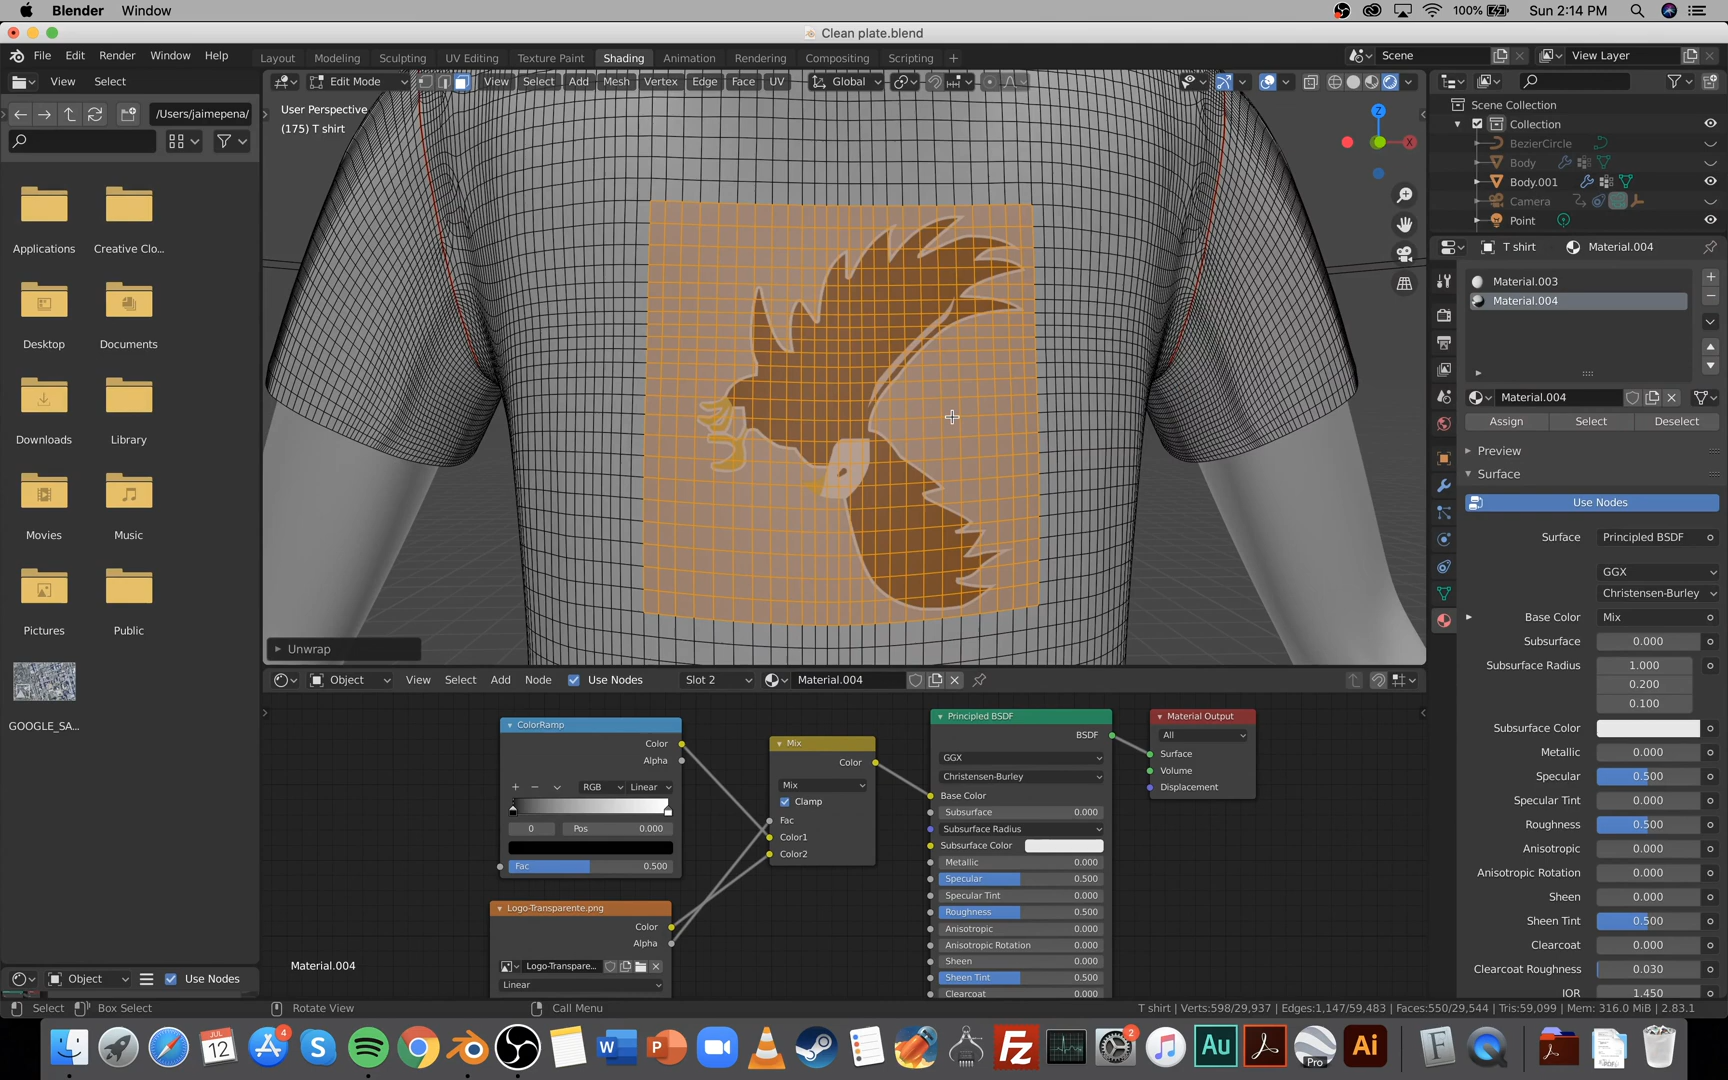 Blender Window 100% Sun 2:14 PM
Clean plate.blend
File Edit Render Window Help Layout Modeling Sculpting UV Editing Texture Paint Shading Animation Rendering Compositing Scripting + Scene View Layer
View Select Edit Mode View Select Add Mesh Vertex Edge Face UV Global
/Users/jaimepena/
User Perspective
(175) T shirt
Z
X
Scene Collection
Collection
BezierCircle
Body
Body.001
Camera
Point
T shirt Material.004
Material.003
Material.004
Material.004
Assign Select Deselect
Preview
Surface
Use Nodes
Surface Principled BSDF
GGX
Christensen-Burley
Base Color Mix
Subsurface 0.000
Subsurface Radius 1.000
0.200
0.100
Subsurface Color
Metallic 0.000
Specular 0.500
Specular Tint 0.000
Roughness 0.500
Anisotropic 0.000
Anisotropic Rotation 0.000
Sheen 0.000
Sheen Tint 0.500
Clearcoat 0.000
Clearcoat Roughness 0.030
IOR 1.450
Applications Creative Clo...
Desktop Documents
Downloads Library
Movies Music
Pictures Public
GOOGLE_SA...
Unwrap
Object View Select Add Node Use Nodes Slot 2 Material.004
ColorRamp
Color
Alpha
RGB Linear
0 Pos 0.000
Fac 0.500
Logo-Transparente.png
Color
Alpha
Logo-Transpare...
Linear
Mix
Color
Mix
Clamp
Fac
Color1
Color2
Principled BSDF
BSDF
GGX
Christensen-Burley
Base Color
Subsurface 0.000
Subsurface Radius
Subsurface Color
Metallic 0.000
Specular 0.500
Specular Tint 0.000
Roughness 0.500
Anisotropic 0.000
Anisotropic Rotation 0.000
Sheen 0.000
Sheen Tint 0.500
Clearcoat 0.000
Material Output
All
Surface
Volume
Displacement
Material.004
Object Use Nodes
Select Box Select Rotate View Call Menu T shirt | Verts:598/29,937 | Edges:1,147/59,483 | Faces:550/29,544 | Tris:59,099 | Mem: 316.0 MiB | 2.83.1
JUL 12 4 S W P Fz 2 Au Pro Ai F